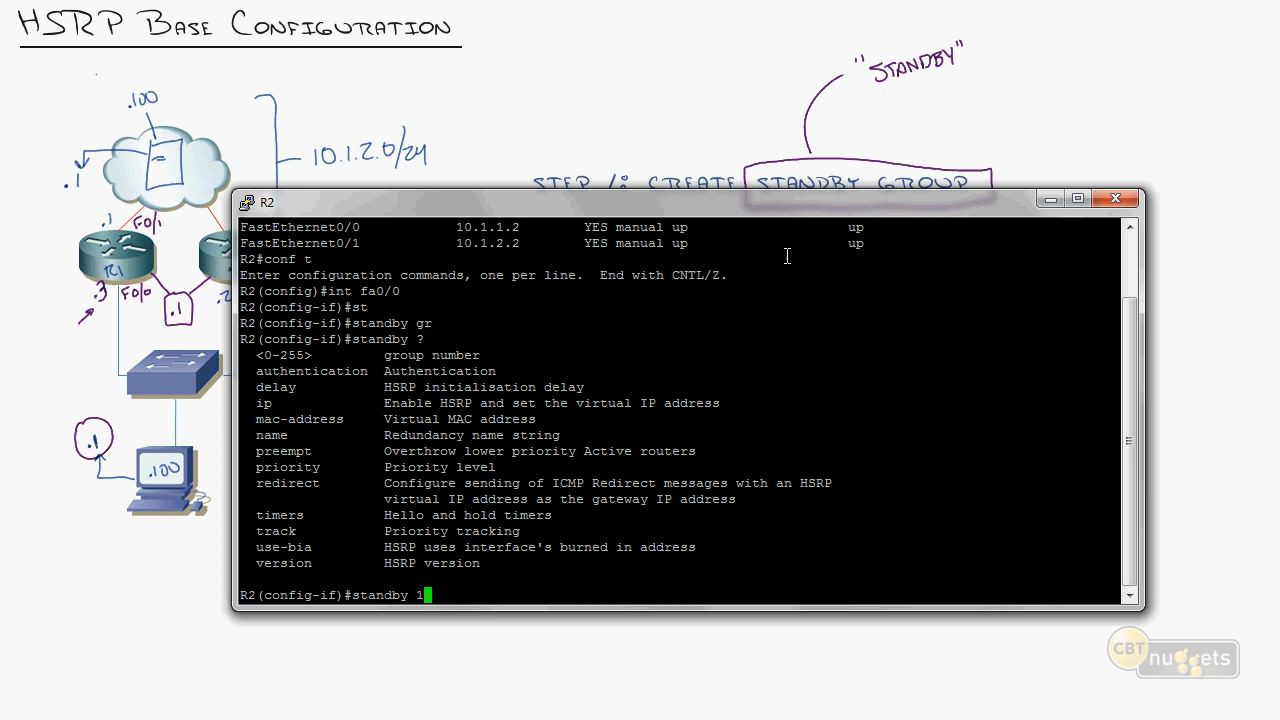 HSRP BASE CONFIGURATION
"STANDBY"
.100
10.1.2.0/24
.1
STEP 1: CREATE STANDBY GROUP
.1
F0/1
R1
.3
F0/0
.1
.2
.1
.100
R2
FastEthernet0/0 10.1.1.2 YES manual up up
FastEthernet0/1 10.1.2.2 YES manual up up
R2#conf t
Enter configuration commands, one per line. End with CNTL/Z.
R2(config)#int fa0/0
R2(config-if)#st
R2(config-if)#standby gr
R2(config-if)#standby ?
<0-255> group number
authentication Authentication
delay HSRP initialisation delay
ip Enable HSRP and set the virtual IP address
mac-address Virtual MAC address
name Redundancy name string
preempt Overthrow lower priority Active routers
priority Priority level
redirect Configure sending of ICMP Redirect messages with an HSRP
virtual IP address as the gateway IP address
timers Hello and hold timers
track Priority tracking
use-bia HSRP uses interface's burned in address
version HSRP version
R2(config-if)#standby 1
CBT nuggets